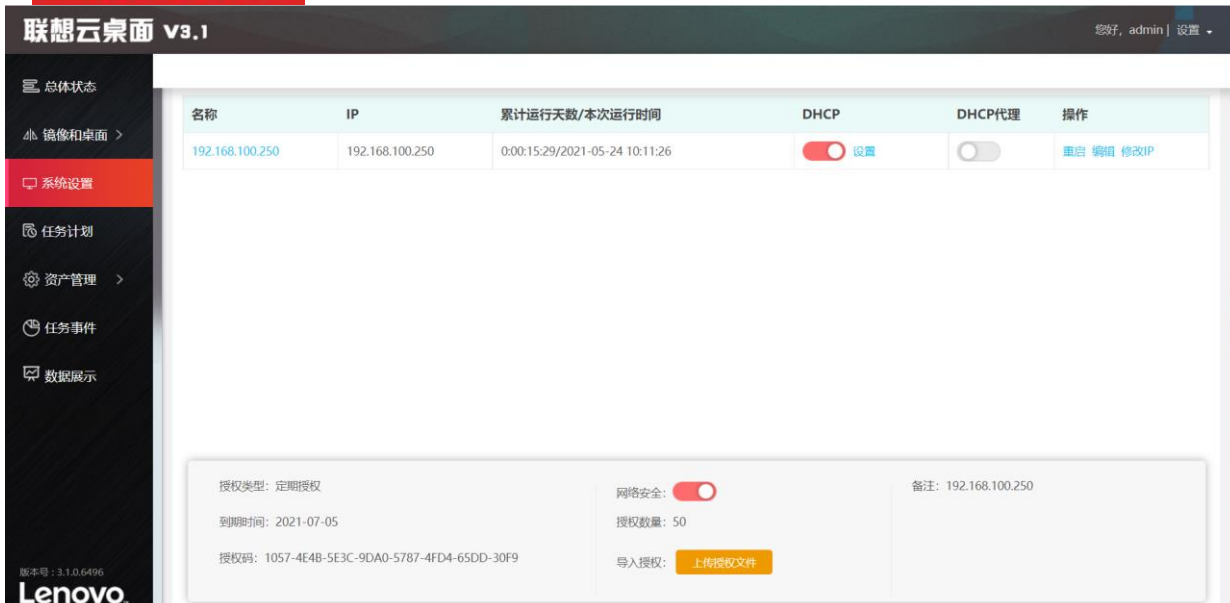 联想云桌面 V3.1
您好，admin | 设置
总体状态
镜像和桌面 >
系统设置
任务计划
资产管理 >
任务事件
数据展示
名称 IP 累计运行天数/本次运行时间 DHCP DHCP代理 操作
192.168.100.250 192.168.100.250 0:00:15:29/2021-05-24 10:11:26 设置 重启 编辑 修改IP
授权类型：定期授权 网络安全： 备注：192.168.100.250
到期时间：2021-07-05 授权数量：50
授权码：1057-4E4B-5E3C-9DA0-5787-4FD4-65DD-30F9 导入授权： 上传授权文件
版本号：3.1.0.6496
Lenovo